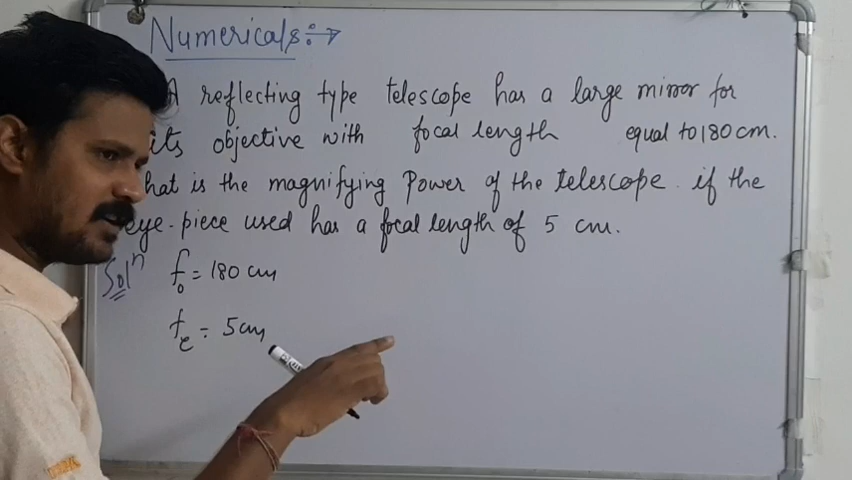 Numericals :→
A reflecting type telescope has a large mirror for
its objective with focal length equal to 180 cm.
hat is the magnifying Power of the telescope. if the
eye-piece used has a focal length of 5 cm.
Solⁿ fo = 180 cm
fe = 5 cm